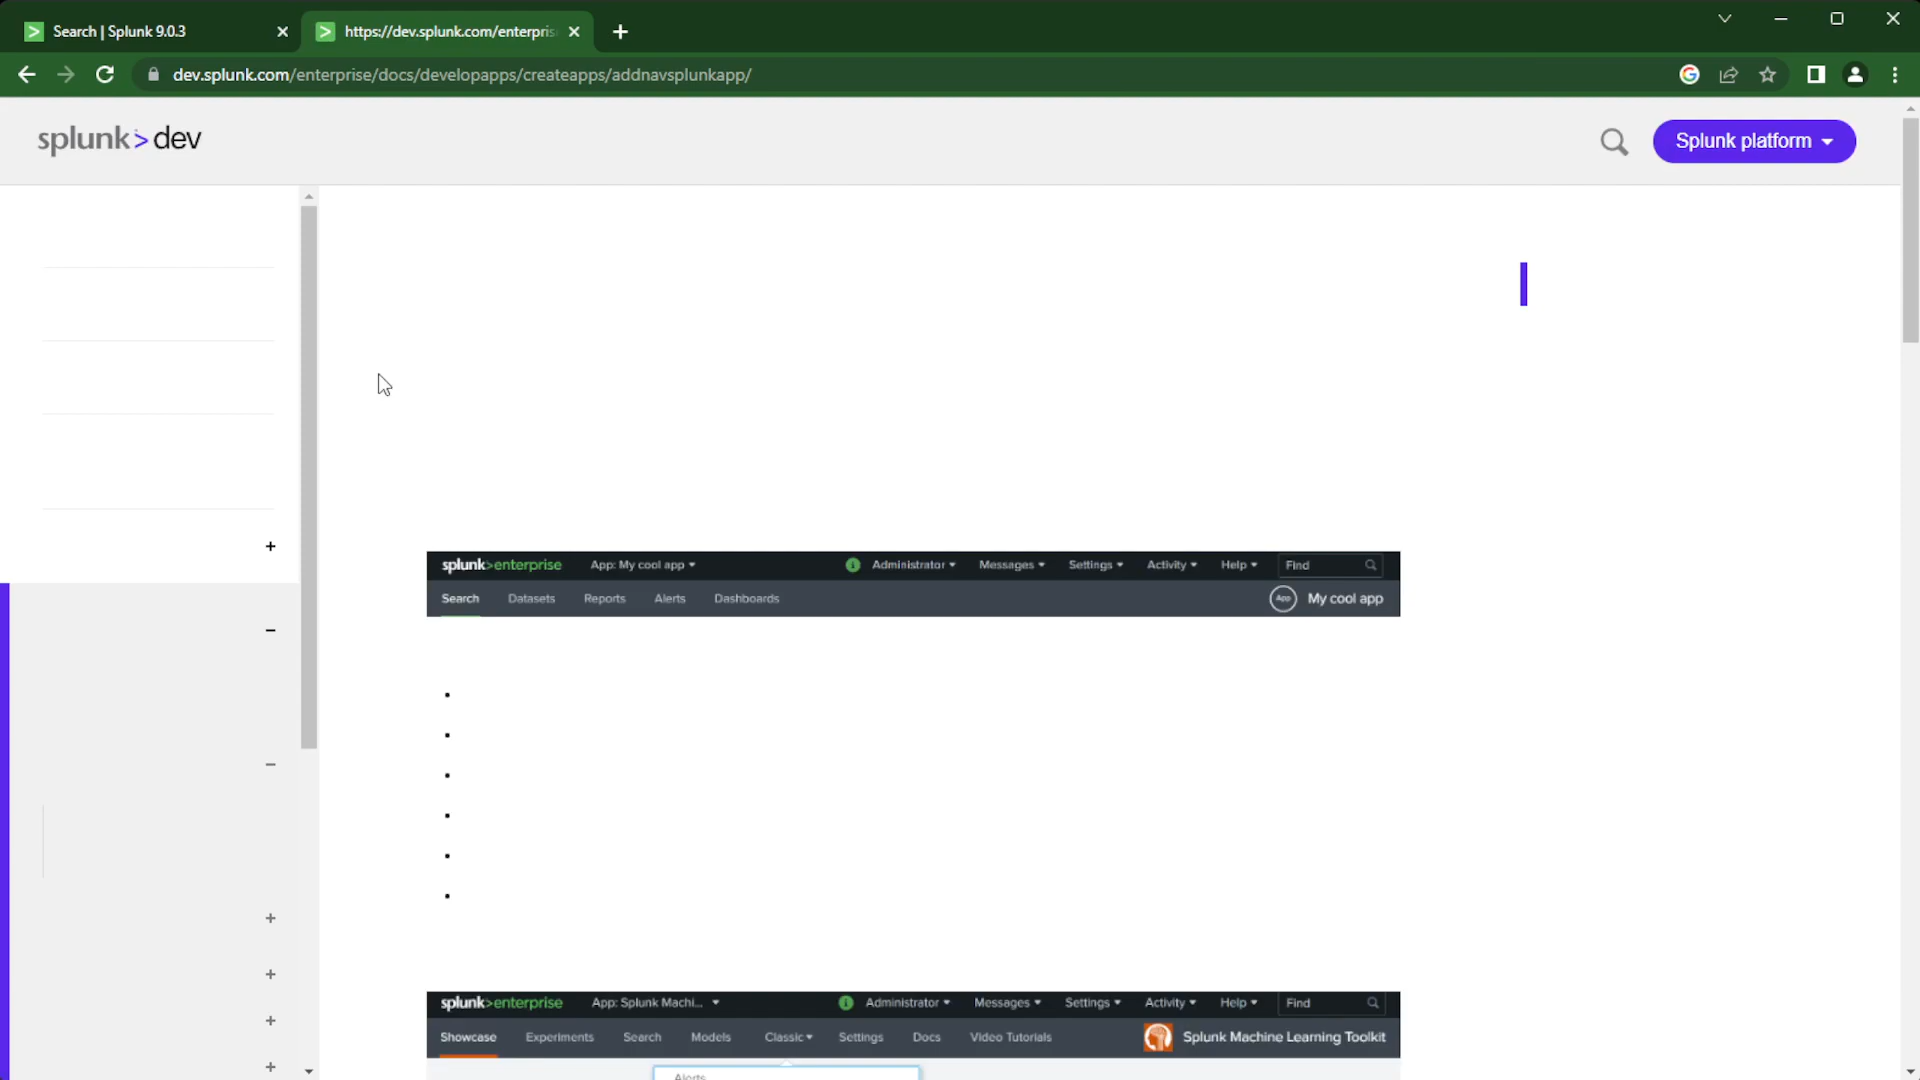 Search | Splunk 9.0.3
https://dev.splunk.com/enterpris
dev.splunk.com/enterprise/docs/developapps/createapps/addnavsplunkapp/
splunk>dev
Splunk platform
splunk>enterprise App: My cool app Administrator Messages Settings Activity Help Find
Search Datasets Reports Alerts Dashboards App My cool app
splunk>enterprise App: Splunk Machi... Administrator Messages Settings Activity Help Find
Showcase Experiments Search Models Classic Settings Docs Video Tutorials Splunk Machine Learning Toolkit
Alerts